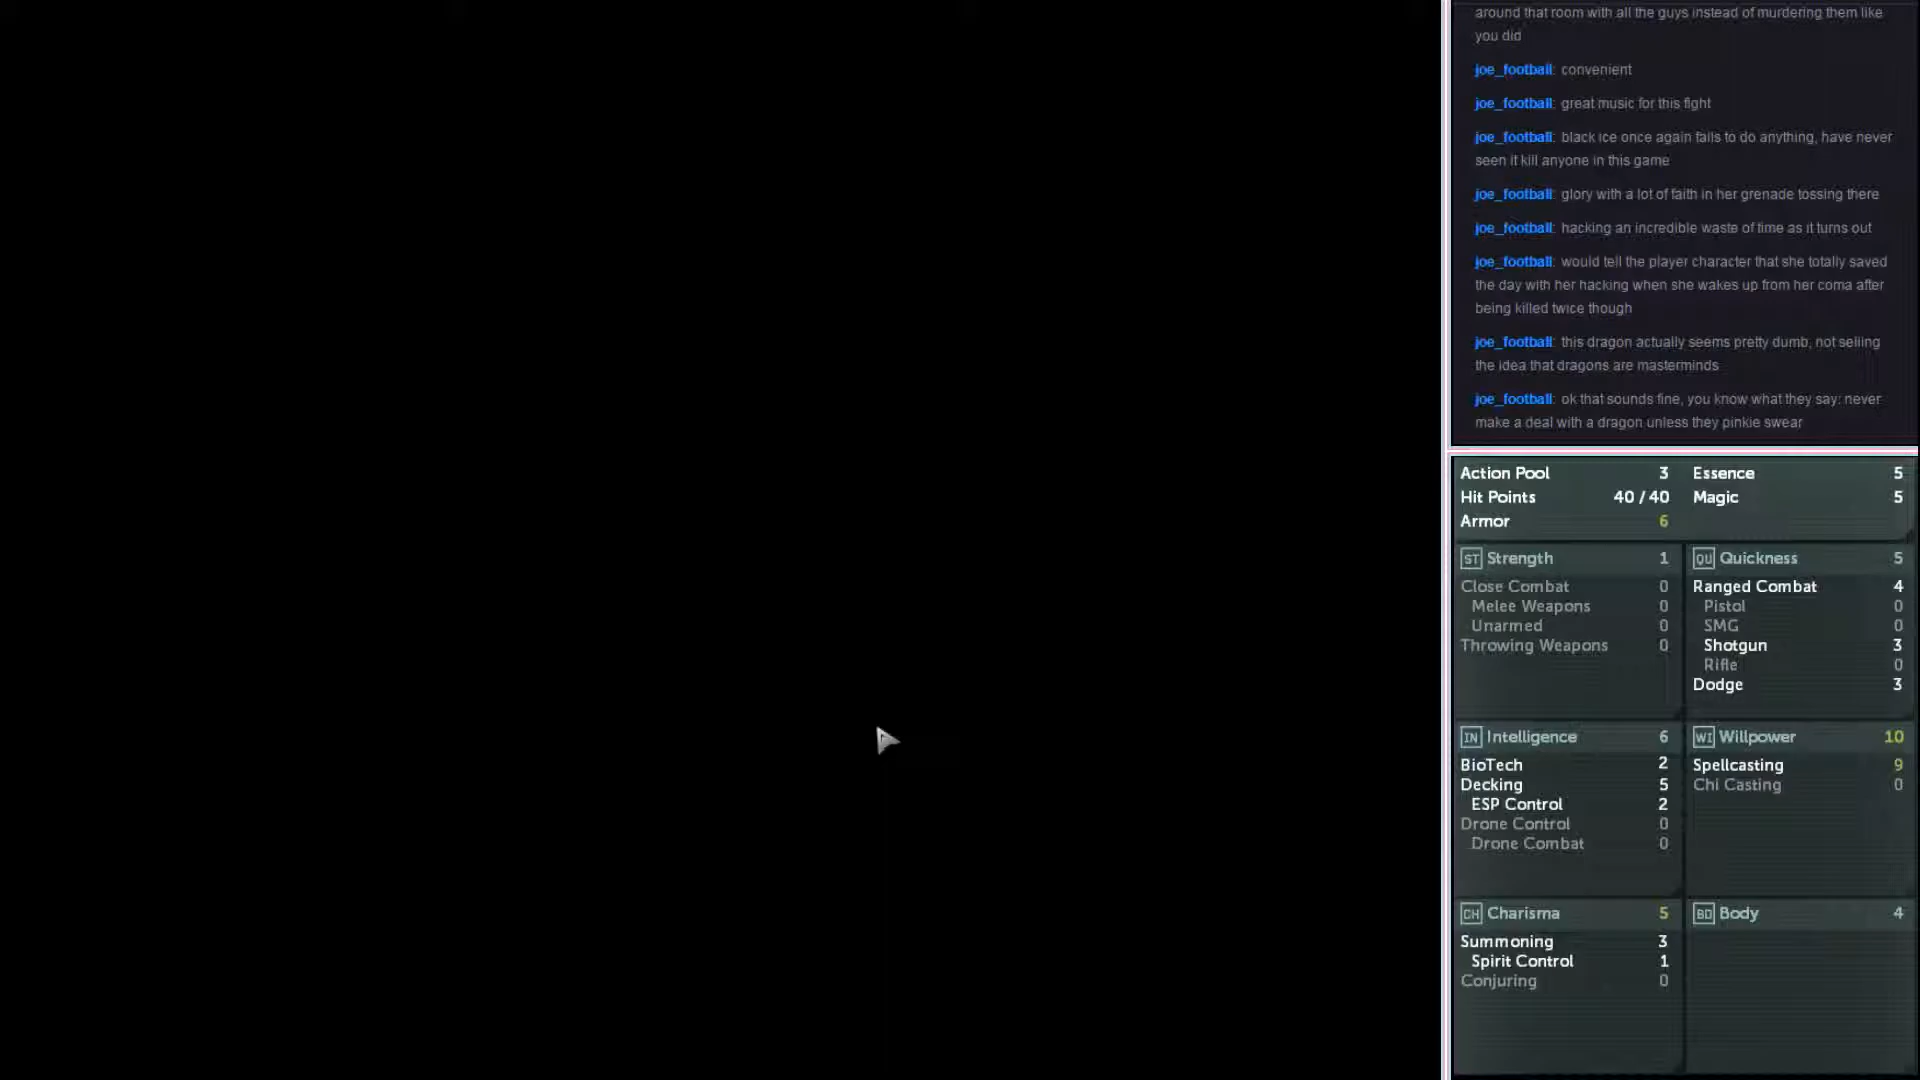 around that room with all the guys instead of murdering them like
you did
joe_football: convenient
joe_football: great music for this fight
joe_football: black ice once again fails to do anything, have never
seen it kill anyone in this game
joe_football: glory with a lot of faith in her grenade tossing there
joe_football: hacking an incredible waste of time as it turns out
joe_football: would tell the player character that she totally saved
the day with her hacking when she wakes up from her coma after
being killed twice though
joe_football: this dragon actually seems pretty dumb, not selling
the idea that dragons are masterminds
joe_football: ok that sounds fine, you know what they say: never
make a deal with a dragon unless they pinkie swear
Action Pool 3
Hit Points 40 / 40
Armor 6
Essence 5
Magic 5
ST Strength 1
Close Combat 0
Melee Weapons 0
Unarmed 0
Throwing Weapons 0
QU Quickness 5
Ranged Combat 4
Pistol 0
SMG 0
Shotgun 3
Rifle 0
Dodge 3
IN Intelligence 6
BioTech 2
Decking 5
ESP Control 2
Drone Control 0
Drone Combat 0
WI Willpower 10
Spellcasting 9
Chi Casting 0
CH Charisma 5
Summoning 3
Spirit Control 1
Conjuring 0
BD Body 4